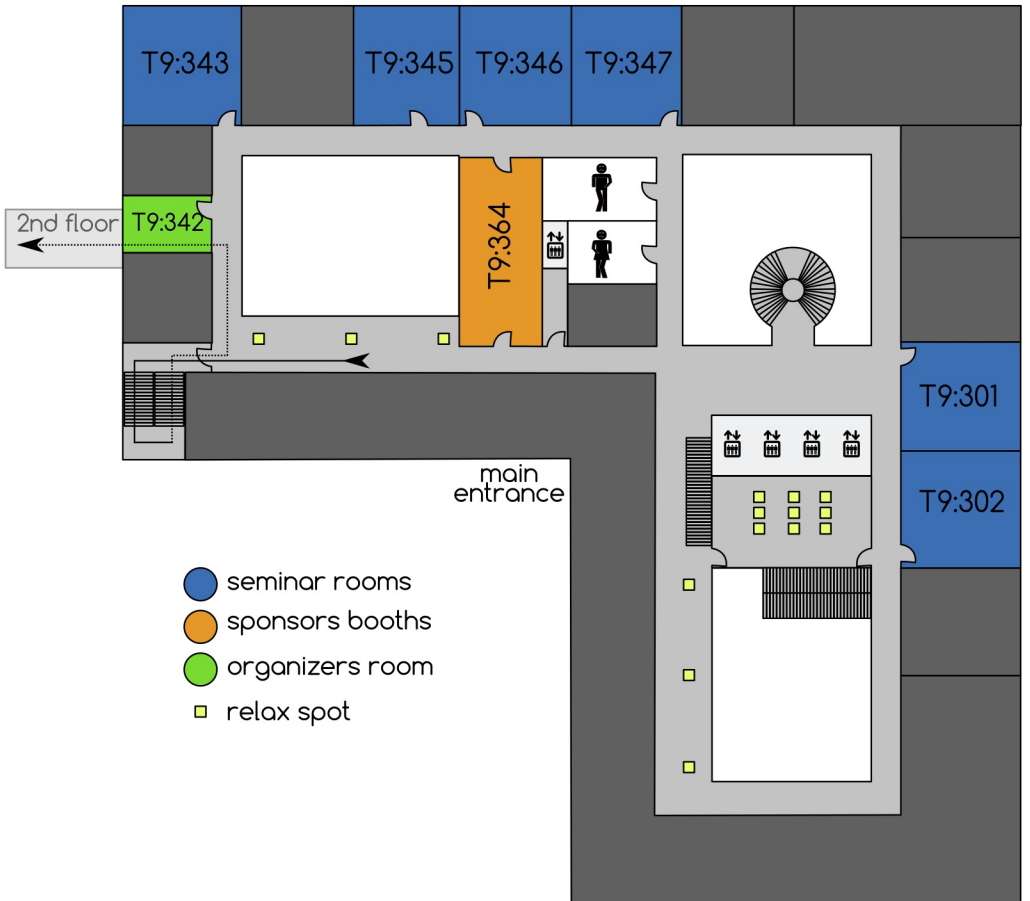 T9:343
T9:345
T9:346
T9:347
2nd floor
T9:342
T9:364
T9:301
T9:302
main
entrance
seminar rooms
sponsors booths
organizers room
relax spot